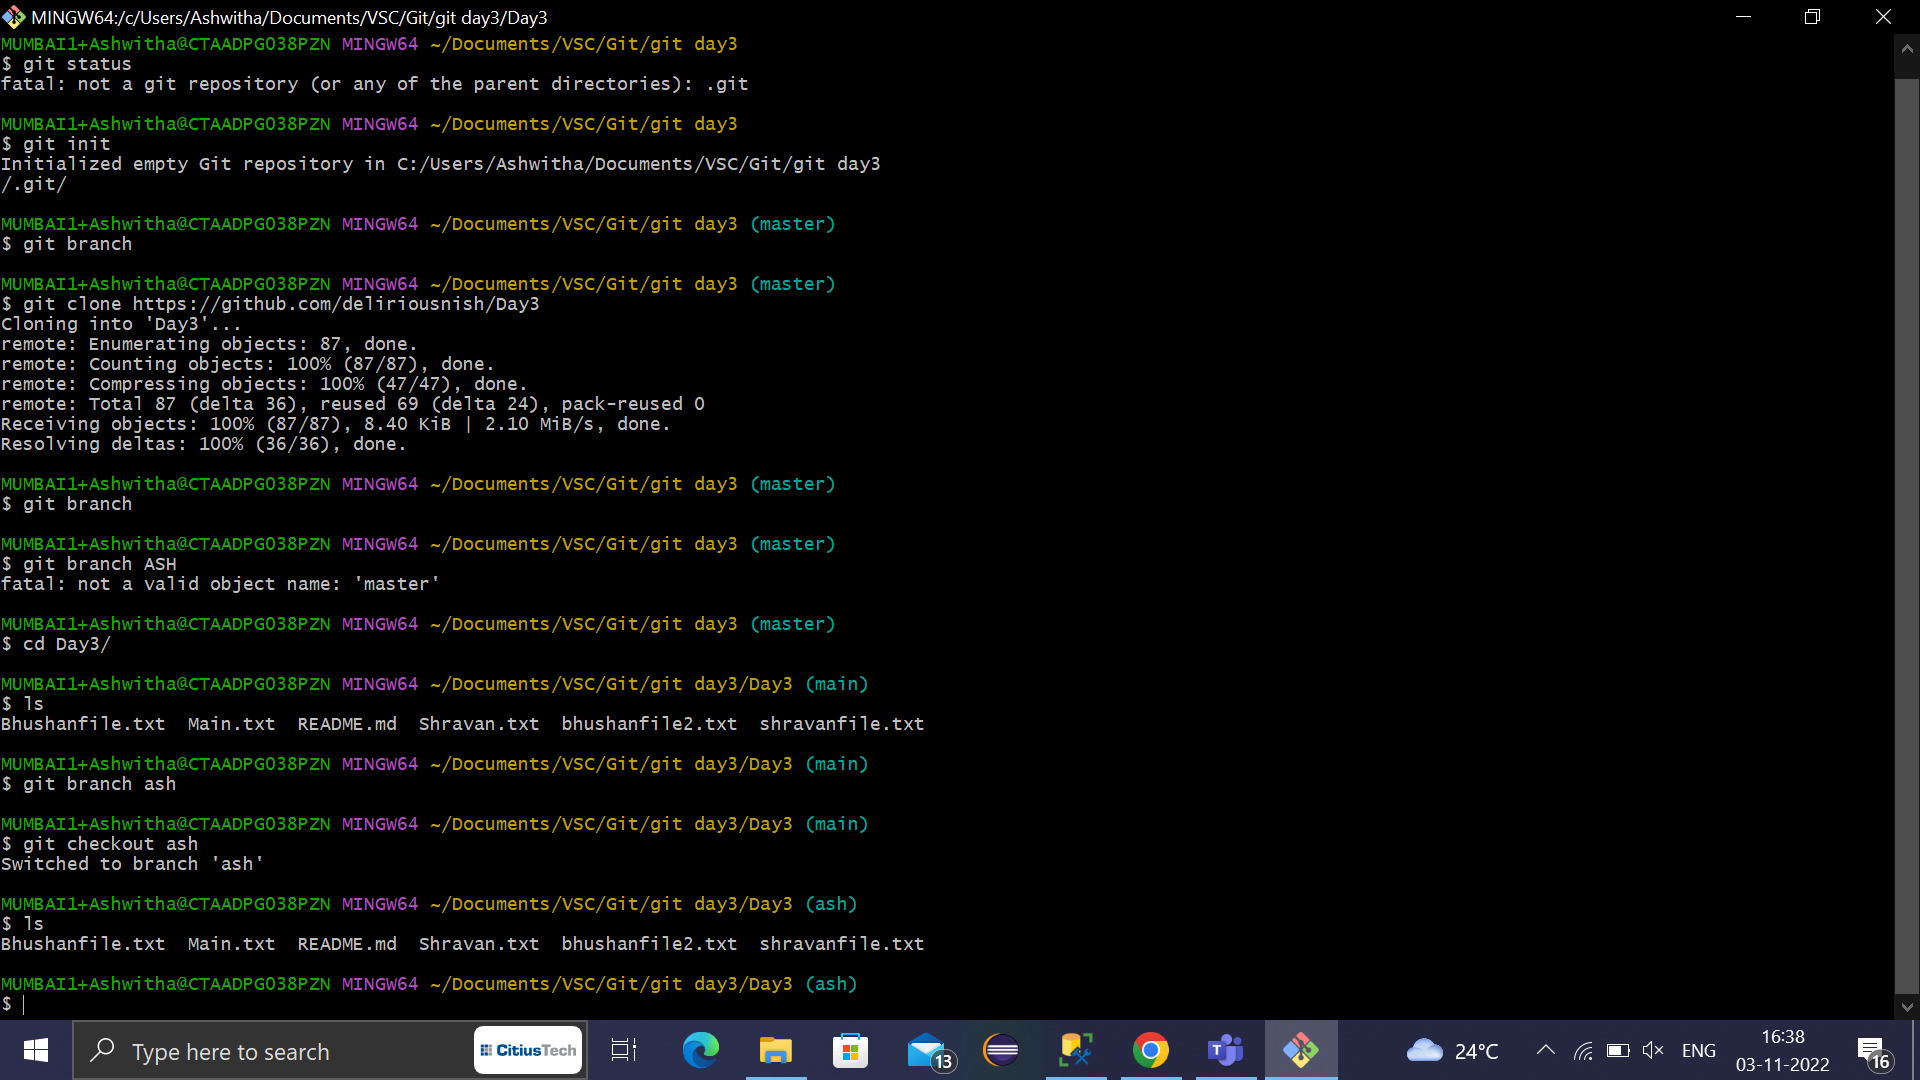 MINGW64:/c/Users/Ashwitha/Documents/VSC/Git/git day3/Day3
MUMBAI1+Ashwitha@CTAADPG038PZN MINGW64 ~/Documents/VSC/Git/git day3
$ git status
fatal: not a git repository (or any of the parent directories): .git
MUMBAI1+Ashwitha@CTAADPG038PZN MINGW64 ~/Documents/VSC/Git/git day3
$ git init
Initialized empty Git repository in C:/Users/Ashwitha/Documents/VSC/Git/git day3
/.git/
MUMBAI1+Ashwitha@CTAADPG038PZN MINGW64 ~/Documents/VSC/Git/git day3 (master)
$ git branch
MUMBAI1+Ashwitha@CTAADPG038PZN MINGW64 ~/Documents/VSC/Git/git day3 (master)
$ git clone https://github.com/deliriousnish/Day3
Cloning into 'Day3'...
remote: Enumerating objects: 87, done.
remote: Counting objects: 100% (87/87), done.
remote: Compressing objects: 100% (47/47), done.
remote: Total 87 (delta 36), reused 69 (delta 24), pack-reused 0
Receiving objects: 100% (87/87), 8.40 KiB | 2.10 MiB/s, done.
Resolving deltas: 100% (36/36), done.
MUMBAI1+Ashwitha@CTAADPG038PZN MINGW64 ~/Documents/VSC/Git/git day3 (master)
$ git branch
MUMBAI1+Ashwitha@CTAADPG038PZN MINGW64 ~/Documents/VSC/Git/git day3 (master)
$ git branch ASH
fatal: not a valid object name: 'master'
MUMBAI1+Ashwitha@CTAADPG038PZN MINGW64 ~/Documents/VSC/Git/git day3 (master)
$ cd Day3/
MUMBAI1+Ashwitha@CTAADPG038PZN MINGW64 ~/Documents/VSC/Git/git day3/Day3 (main)
$ ls
Bhushanfile.txt  Main.txt  README.md  Shravan.txt  bhushanfile2.txt  shravanfile.txt
MUMBAI1+Ashwitha@CTAADPG038PZN MINGW64 ~/Documents/VSC/Git/git day3/Day3 (main)
$ git branch ash
MUMBAI1+Ashwitha@CTAADPG038PZN MINGW64 ~/Documents/VSC/Git/git day3/Day3 (main)
$ git checkout ash
Switched to branch 'ash'
MUMBAI1+Ashwitha@CTAADPG038PZN MINGW64 ~/Documents/VSC/Git/git day3/Day3 (ash)
$ ls
Bhushanfile.txt  Main.txt  README.md  Shravan.txt  bhushanfile2.txt  shravanfile.txt
MUMBAI1+Ashwitha@CTAADPG038PZN MINGW64 ~/Documents/VSC/Git/git day3/Day3 (ash)
$
Type here to search CitiusTech 13 24°C ENG 16:38 16
03-11-2022